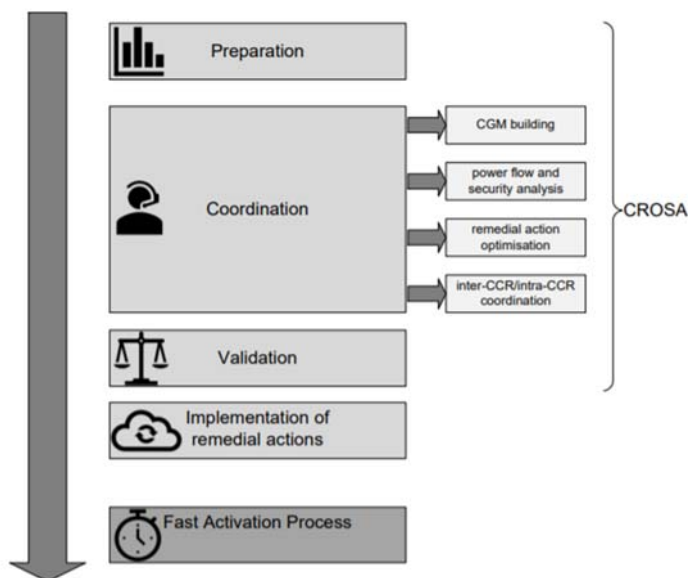 Preparation
Coordination
CGM building
power flow and
security analysis
remedial action
optimisation
inter-CCR/intra-CCR
coordination
CROSA
Validation
Implementation of
remedial actions
Fast Activation Process